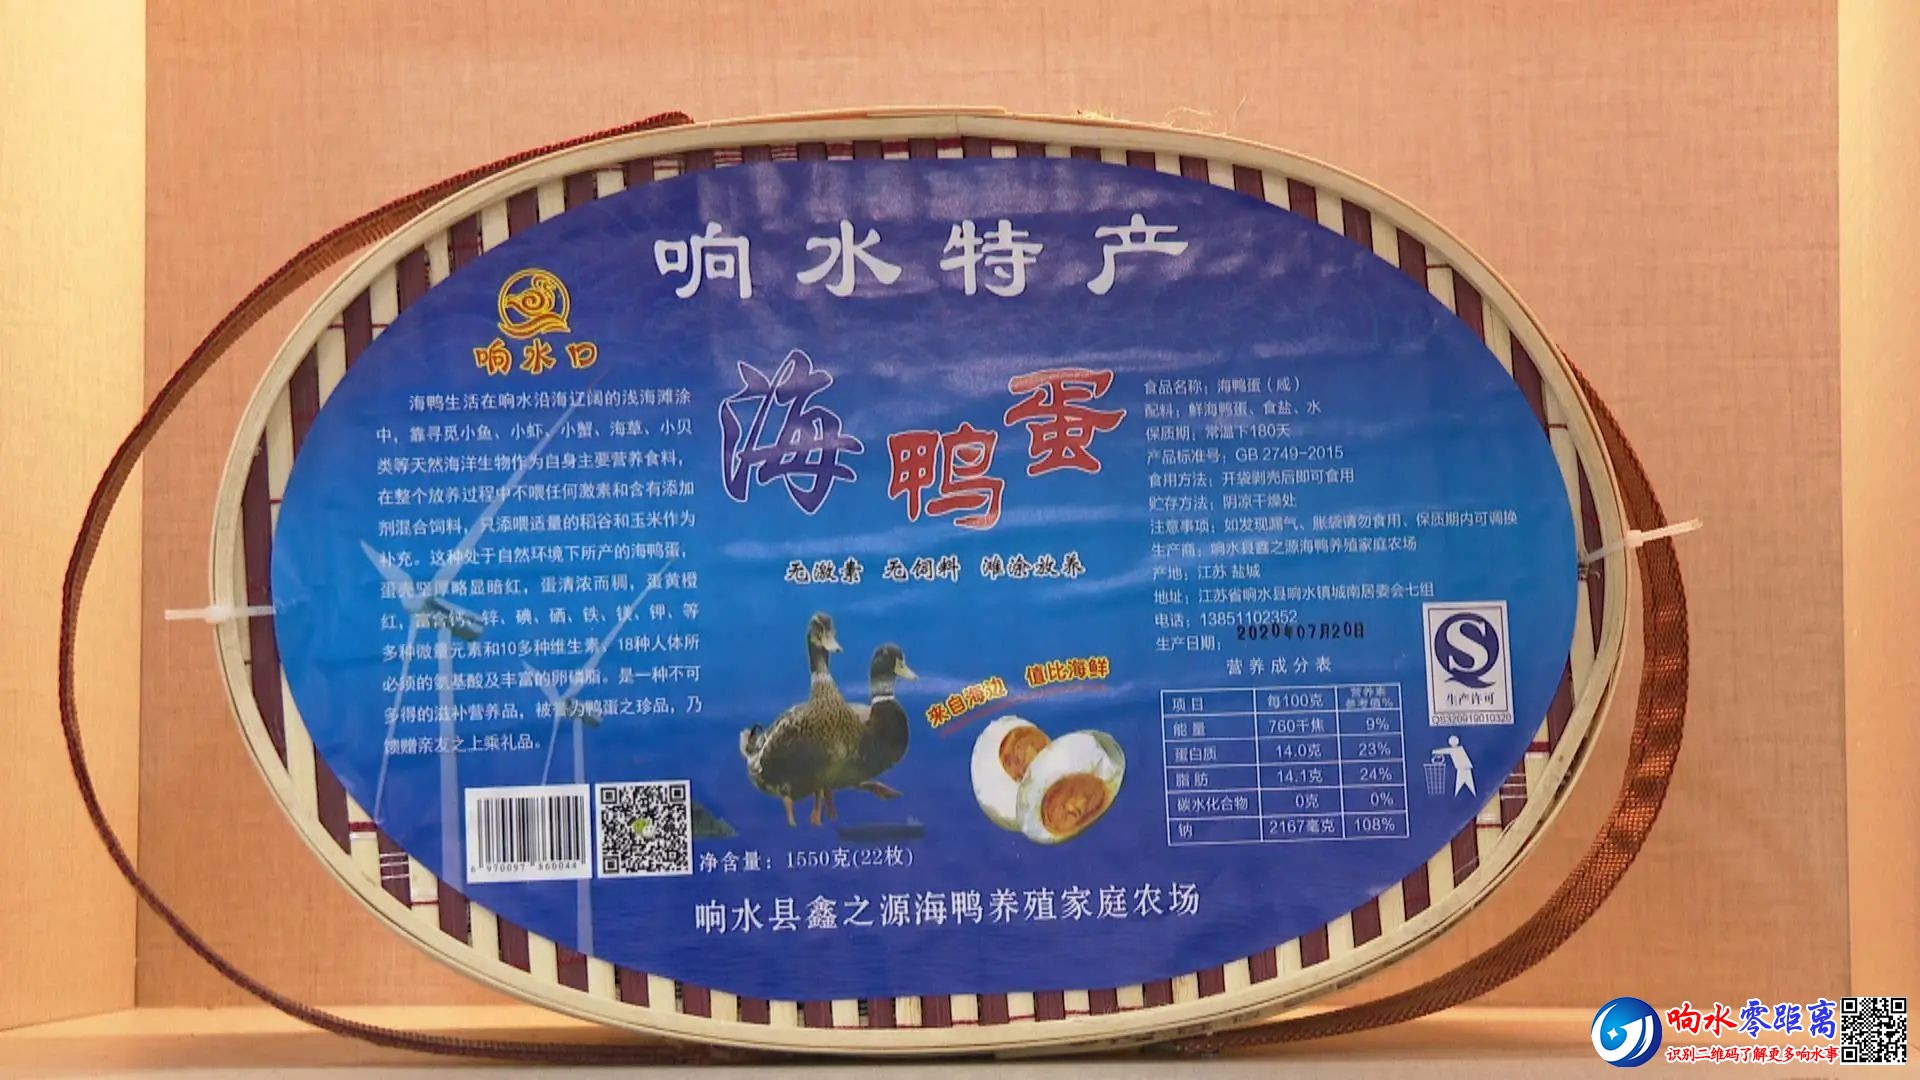 响水特产
响水口
海鸭生活在响水沿海辽阔的浅海滩涂
中，靠寻觅小鱼、小虾、小蟹、海草、小贝
类等天然海洋生物作为自身主要营养食料，
在整个放养过程中不喂任何激素和含有添加
剂混合饲料，只添喂适量的稻谷和玉米作为
补充。这种处于自然环境下所产的海鸭蛋，
蛋壳坚厚略显暗红，蛋清浓而稠，蛋黄橙
红，富含钙、锌、碘、硒、铁、镁、钾、等
多种微量元素和10多种维生素，18种人体所
必须的氨基酸及丰富的卵磷脂。是一种不可
多得的滋补营养品，被誉为鸭蛋之珍品，乃
馈赠亲友之上乘礼品。
海鸭蛋
无激素 无饲料 滩涂放养
来自海边 值比海鲜
食品名称：海鸭蛋（咸）
配料：鲜海鸭蛋、食盐、水
保质期：常温下180天
产品标准号：GB 2749-2015
食用方法：开袋剥壳后即可食用
贮存方法：阴凉干燥处
注意事项：如发现漏气、胀袋请勿食用、保质期内可调换
生产商：响水县鑫之源海鸭养殖家庭农场
产地：江苏 盐城
地址：江苏省响水县响水镇城南居委会七组
电话：13851102352
生产日期：2020年07月20日
营养成分表
项目 每100克 营养素参考值%
能量 760千焦 9%
蛋白质 14.0克 23%
脂肪 14.1克 24%
碳水化合物 0克 0%
钠 2167毫克 108%
S
生产许可
QS320919010320
6 970097 860044
净含量：1550克(22枚)
响水县鑫之源海鸭养殖家庭农场
响水零距离
识别二维码了解更多响水事